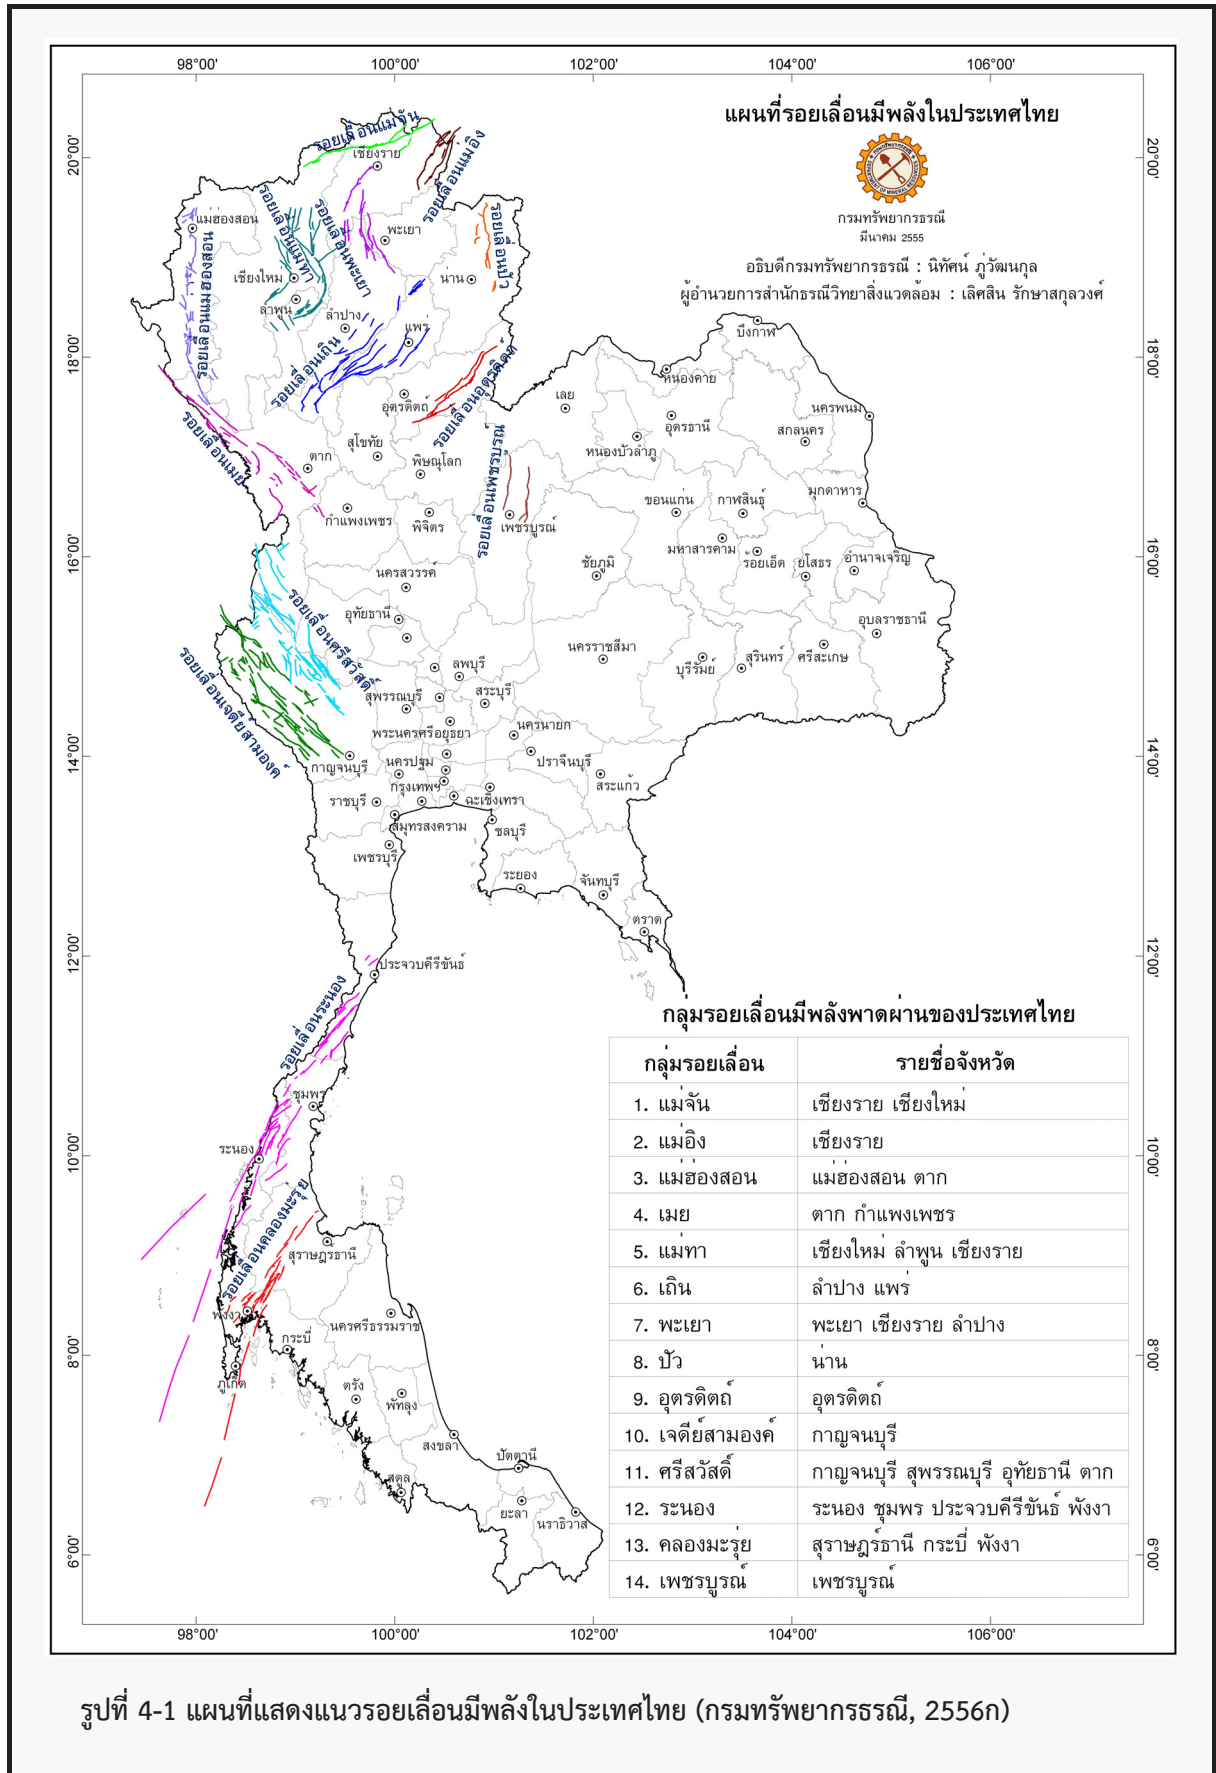 98°00' 100°00' 102°00' 104°00' 106°00'
แผนที่รอยเลื่อนมีพลังในประเทศไทย
กรมทรัพยากรธรณี
DEPARTMENT OF MINERAL RESOURCES
กรมทรัพยากรธรณี
มีนาคม 2555
อธิบดีกรมทรัพยากรธรณี : นิทัศน์ ภู่วัฒนกุล
ผู้อำนวยการสำนักธรณีวิทยาสิ่งแวดล้อม : เลิศสิน รักษาสกุลวงศ์
20°00' 20°00'
18°00' 18°00'
16°00' 16°00'
14°00' 14°00'
12°00' 12°00'
10°00' 10°00'
8°00' 8°00'
6°00' 6°00'
รอยเลื่อนแม่จัน
เชียงราย
รอยเลื่อนแม่อิง
แม่ฮ่องสอน
รอยเลื่อนแม่ฮ่องสอน
รอยเลื่อนแม่ทา
รอยเลื่อนพะเยา
พะเยา
รอยเลื่อนปัว
เชียงใหม่
น่าน
ลำพูน
ลำปาง
แพร่
รอยเลื่อนเถิน
รอยเลื่อนอุตรดิตถ์
อุตรดิตถ์
รอยเลื่อนเมย
ตาก
สุโขทัย
พิษณุโลก
รอยเลื่อนเพชรบูรณ์
กำแพงเพชร
พิจิตร
เพชรบูรณ์
บึงกาฬ
หนองคาย
เลย
อุดรธานี
นครพนม
สกลนคร
หนองบัวลำภู
มุกดาหาร
ขอนแก่น
กาฬสินธุ์
มหาสารคาม
ร้อยเอ็ด
ยโสธร
อำนาจเจริญ
ชัยภูมิ
นครสวรรค์
อุทัยธานี
รอยเลื่อนศรีสวัสดิ์
รอยเลื่อนเจดีย์สามองค์
อุบลราชธานี
นครราชสีมา
บุรีรัมย์
สุรินทร์
ศรีสะเกษ
ลพบุรี
สุพรรณบุรี
สระบุรี
พระนครศรีอยุธยา
นครนายก
กาญจนบุรี
นครปฐม
ปราจีนบุรี
สระแก้ว
กรุงเทพฯ
ราชบุรี
ฉะเชิงเทรา
สมุทรสงคราม
ชลบุรี
เพชรบุรี
ระยอง
จันทบุรี
ตราด
ประจวบคีรีขันธ์
รอยเลื่อนระนอง
ชุมพร
ระนอง
รอยเลื่อนคลองมะรุ่ย
สุราษฎร์ธานี
พังงา
นครศรีธรรมราช
กระบี่
ภูเก็ต
ตรัง
พัทลุง
สงขลา
ปัตตานี
สตูล
ยะลา
นราธิวาส
กลุ่มรอยเลื่อนมีพลังพาดผ่านของประเทศไทย
กลุ่มรอยเลื่อน รายชื่อจังหวัด
1. แม่จัน เชียงราย เชียงใหม่
2. แม่อิง เชียงราย
3. แม่ฮ่องสอน แม่ฮ่องสอน ตาก
4. เมย ตาก กำแพงเพชร
5. แม่ทา เชียงใหม่ ลำพูน เชียงราย
6. เถิน ลำปาง แพร่
7. พะเยา พะเยา เชียงราย ลำปาง
8. ปัว น่าน
9. อุตรดิตถ์ อุตรดิตถ์
10. เจดีย์สามองค์ กาญจนบุรี
11. ศรีสวัสดิ์ กาญจนบุรี สุพรรณบุรี อุทัยธานี ตาก
12. ระนอง ระนอง ชุมพร ประจวบคีรีขันธ์ พังงา
13. คลองมะรุ่ย สุราษฎร์ธานี กระบี่ พังงา
14. เพชรบูรณ์ เพชรบูรณ์
98°00' 100°00' 102°00' 104°00' 106°00'
รูปที่ 4-1 แผนที่แสดงแนวรอยเลื่อนมีพลังในประเทศไทย (กรมทรัพยากรธรณี, 2556ก)